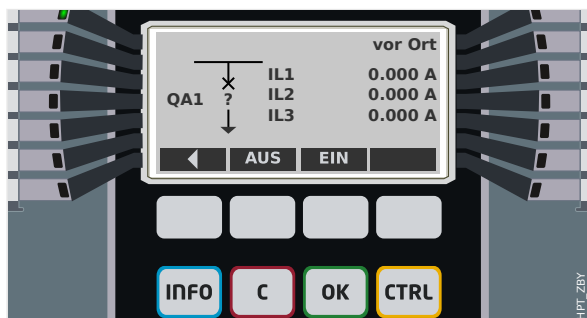 vor Ort
IL1 0.000 A
QA1 ? IL2 0.000 A
IL3 0.000 A
AUS EIN
INFO C OK CTRL
HPT_ZBY